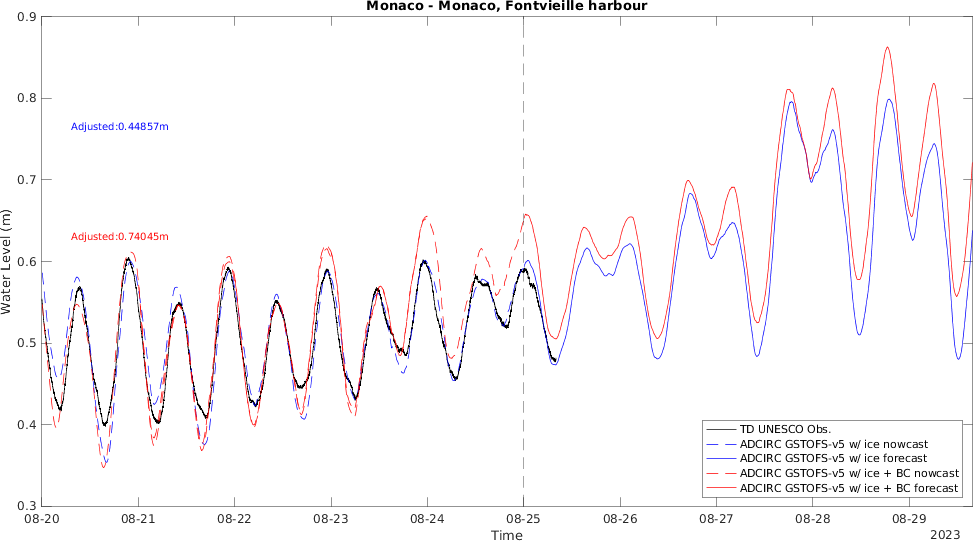 Monaco - Monaco, Fontvieille harbour
0.9
0.8
0.7
0.6
0.5
0.4
0.3
Water Level (m)
Adjusted:0.44857m
Adjusted:0.74045m
TD UNESCO Obs.
ADCIRC GSTOFS-v5 w/ ice nowcast
ADCIRC GSTOFS-v5 w/ ice forecast
ADCIRC GSTOFS-v5 w/ ice + BC nowcast
ADCIRC GSTOFS-v5 w/ ice + BC forecast
08-20 08-21 08-22 08-23 08-24 08-25 08-26 08-27 08-28 08-29
Time
2023